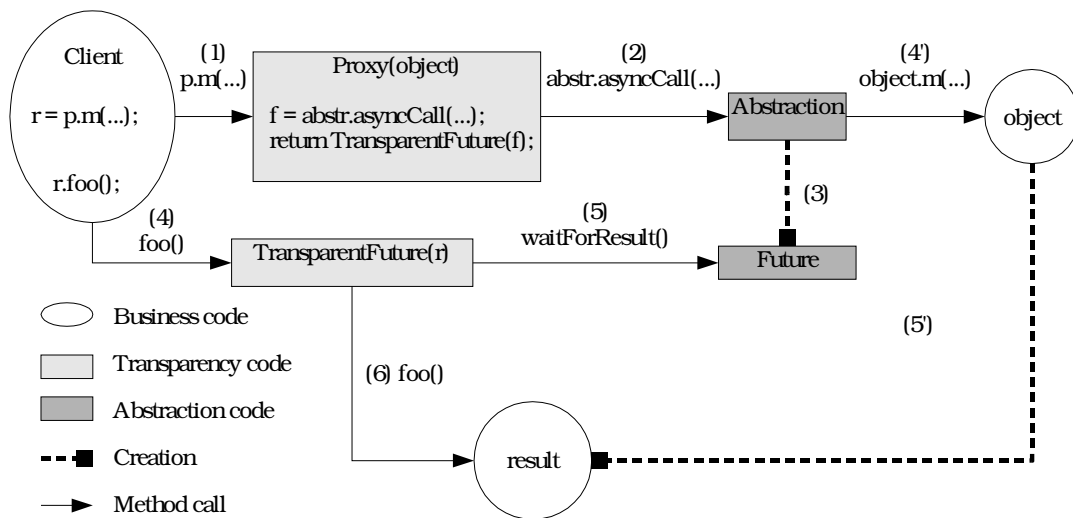 Client
r = p.m(...);
r.foo();
(1)
p.m(...)
Proxy(object)
f = abstr.asyncCall(...);
return TransparentFuture(f);
(2)
abstr.asyncCall(...)
Abstraction
(4')
object.m(...)
object
(3)
(4)
foo()
TransparentFuture(r)
(5)
waitForResult()
Future
(5')
(6) foo()
result
Business code
Transparency code
Abstraction code
Creation
Method call